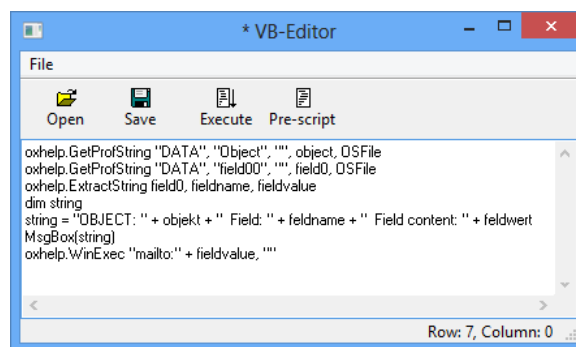 * VB-Editor
File
Open Save Execute Pre-script
oxhelp.GetProfString "DATA", "Object", "", object, OSFile
oxhelp.GetProfString "DATA", "field00", "", field0, OSFile
oxhelp.ExtractString field0, fieldname, fieldvalue
dim string
string = "OBJECT: " + objekt + "  Field: " + feldname + "  Field content: " + feldwert
MsgBox(string)
oxhelp.WinExec "mailto:" + fieldvalue, ""
Row: 7, Column: 0